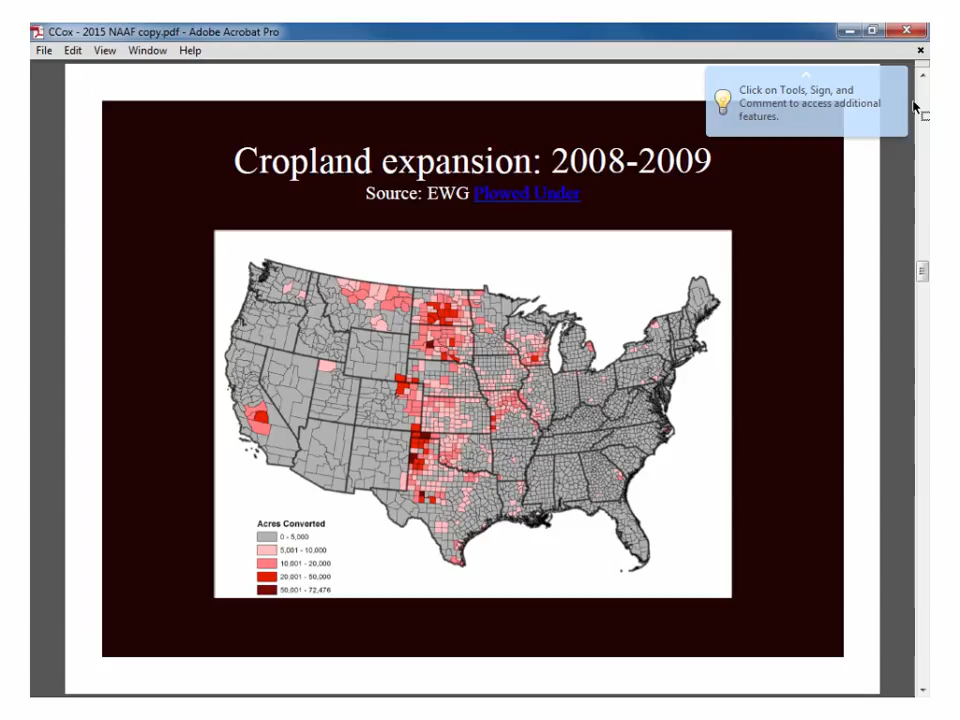 CCox - 2015 NAAF copy.pdf - Adobe Acrobat Pro
File Edit View Window Help
Click on Tools, Sign, and
Comment to access additional
features.
Cropland expansion: 2008-2009
Source: EWG Plowed Under
Acres Converted
0 - 5,000
5,001 - 10,000
10,001 - 20,000
20,001 - 50,000
50,001 - 72,476